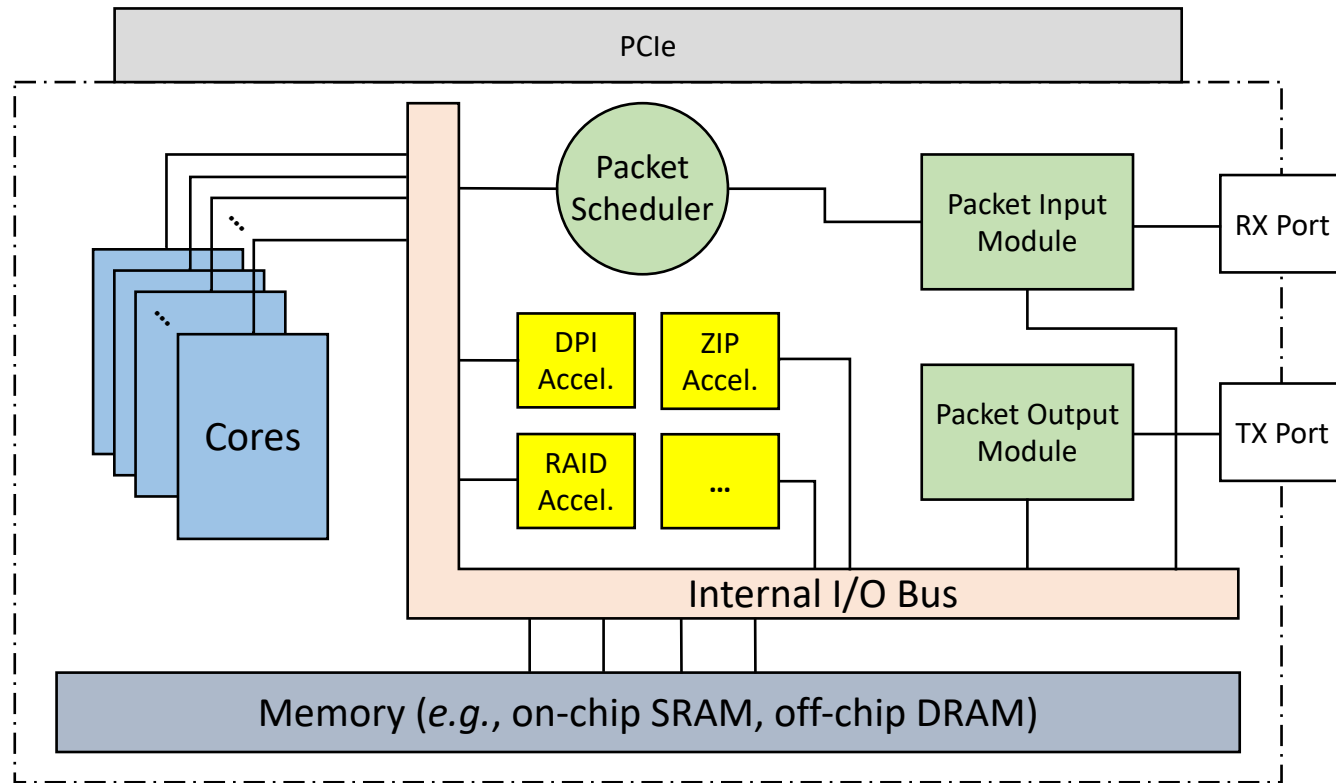 PCIe
Packet
Scheduler
Packet Input
Module
RX Port
DPI
Accel.
ZIP
Accel.
Packet Output
Module
TX Port
Cores
RAID
Accel.
...
Internal I/O Bus
Memory (e.g., on-chip SRAM, off-chip DRAM)